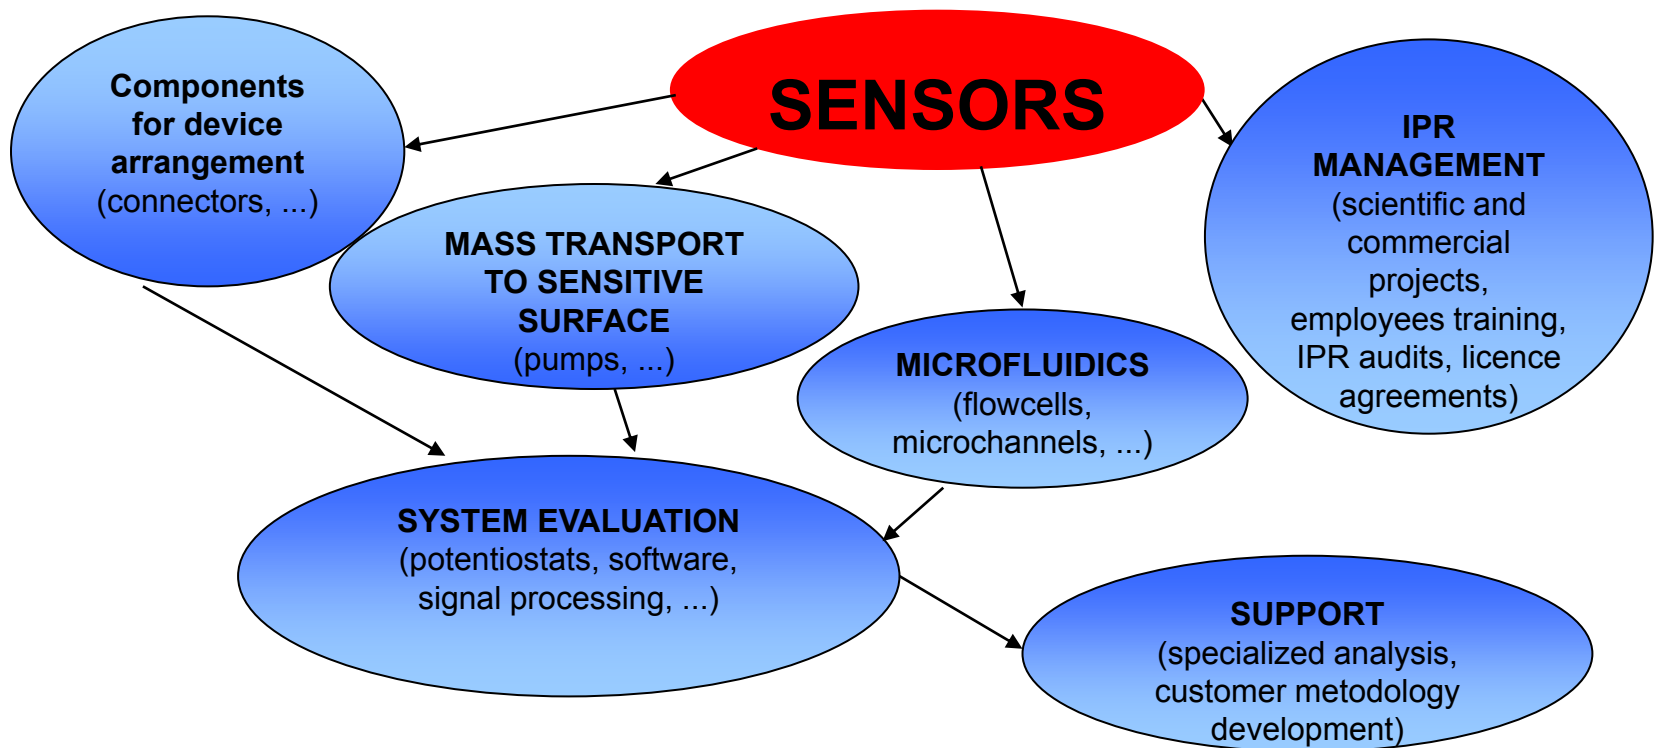 SENSORS
Components
for device
arrangement
(connectors, ...)
MASS TRANSPORT
TO SENSITIVE
SURFACE
(pumps, ...)
MICROFLUIDICS
(flowcells,
microchannels, ...)
IPR
MANAGEMENT
(scientific and
commercial
projects,
employees training,
IPR audits, licence
agreements)
SYSTEM EVALUATION
(potentiostats, software,
signal processing, ...)
SUPPORT
(specialized analysis,
customer metodology
development)